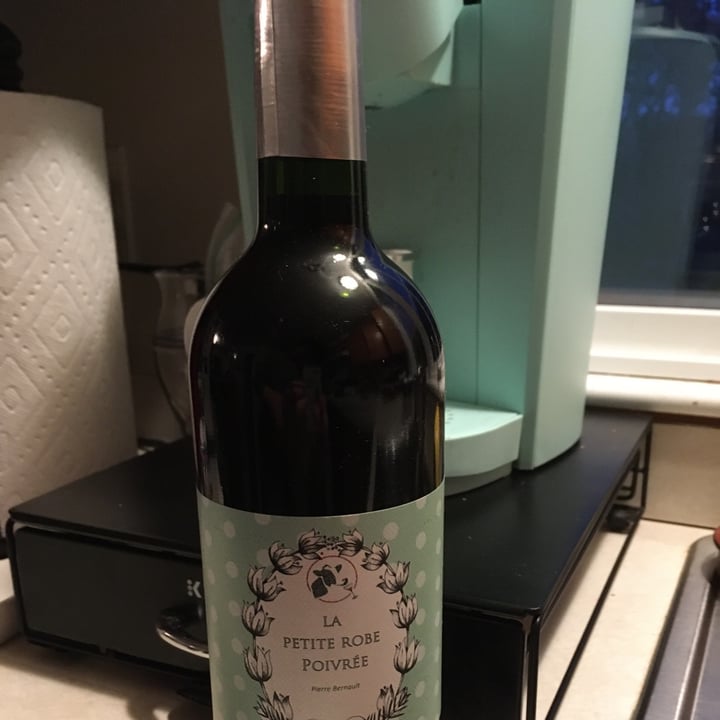 LA
PETITE ROBE
POIVRÉE
Pierre Bernault
K